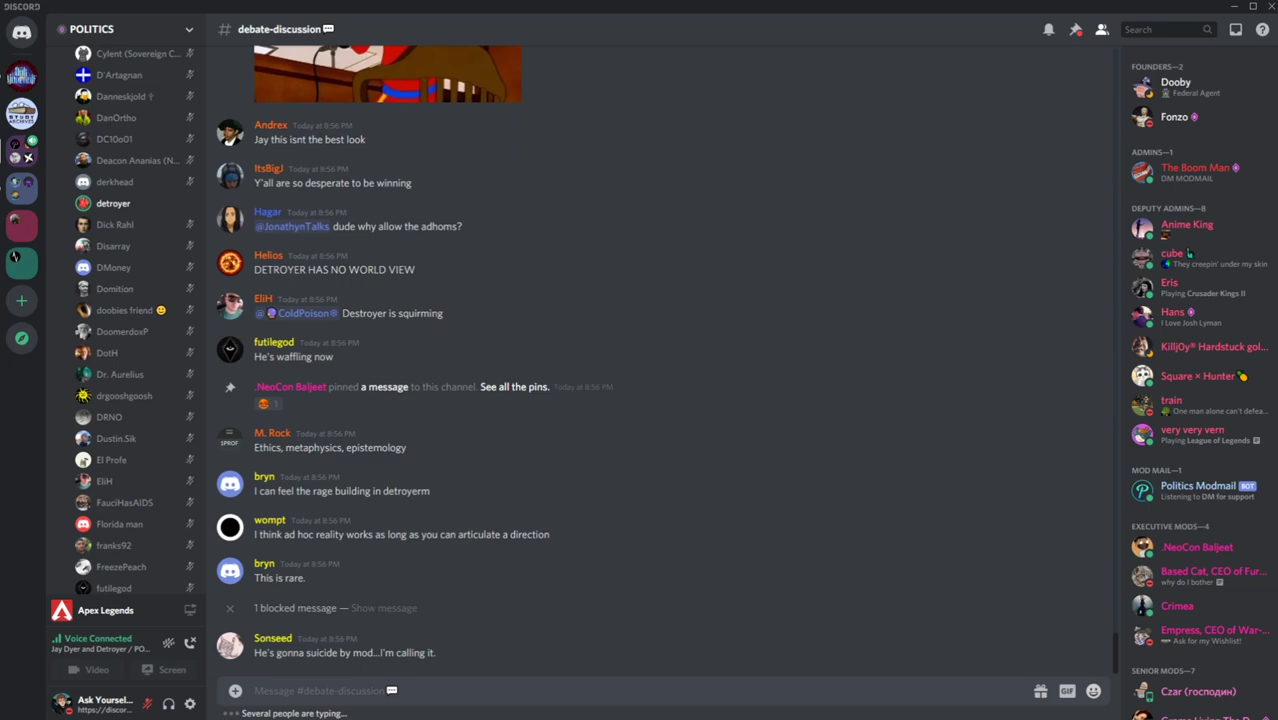 DISCORD
POLITICS
Cylent (Sovereign C...
D'Artagnan
Danneskjold ♱
DanOrtho
DC10o01
Deacon Ananias (N...
derkhead
detroyer
Dick Rahl
Disarray
DMoney
Domition
doobies friend 🙂
DoomerdoxP
DotH
Dr. Aurelius
drgooshgoosh
DRNO
Dustin.Sik
El Profe
EliH
FauciHasAIDS
Florida man
franks92
FreezePeach
futilegod
Apex Legends
Voice Connected
Jay Dyer and Detroyer / PO...
Video
Screen
Ask Yoursel...
https://discor...
# debate-discussion💬
Search
Andrex Today at 8:56 PM
Jay this isnt the best look
ItsBigJ Today at 8:56 PM
Y'all are so desperate to be winning
Hagar Today at 8:56 PM
@JonathynTalks dude why allow the adhoms?
Helios Today at 8:56 PM
DETROYER HAS NO WORLD VIEW
EliH Today at 8:56 PM
@🔮ColdPoison❄ Destroyer is squirming
futilegod Today at 8:56 PM
He's waffling now
.NeoCon Baljeet pinned a message to this channel. See all the pins. Today at 8:56 PM
M. Rock Today at 8:56 PM
1PROF
Ethics, metaphysics, epistemology
bryn Today at 8:56 PM
I can feel the rage building in detroyerm
wompt Today at 8:56 PM
I think ad hoc reality works as long as you can articulate a direction
bryn Today at 8:56 PM
This is rare.
1 blocked message — Show message
Sonseed Today at 8:56 PM
He's gonna suicide by mod...I'm calling it.
Message #debate-discussion💬
GIF
Several people are typing...
FOUNDERS—2
Dooby
Federal Agent
Fonzo
ADMINS—1
The Boom Man
DM MODMAIL
DEPUTY ADMINS—8
Anime King
cube
They creepin' under my skin
Eris
Playing Crusader Kings II
Hans
I Love Josh Lyman
Killj0y® Hardstuck gol...
Square × Hunter 🍍
train
One man alone can't defea...
very very vern
Playing League of Legends
MOD MAIL—1
Politics Modmail BOT
Listening to DM for support
EXECUTIVE MODS—4
.NeoCon Baljeet
Based Cat, CEO of Fur...
why do I bother
Crimea
Empress, CEO of War-...
Ask for my Wishlist!
SENIOR MODS—7
Czar (господин)